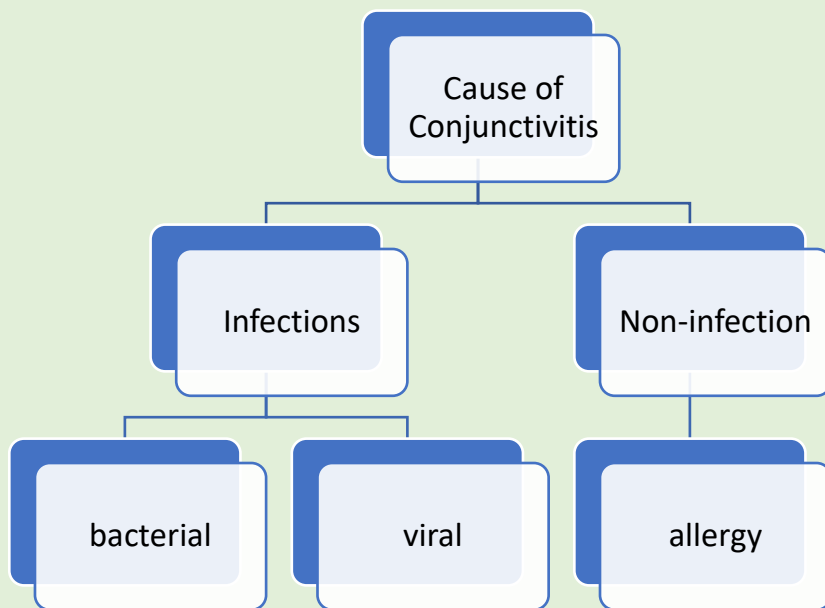 Cause of
Conjunctivitis
Infections
Non-infection
bacterial
viral
allergy